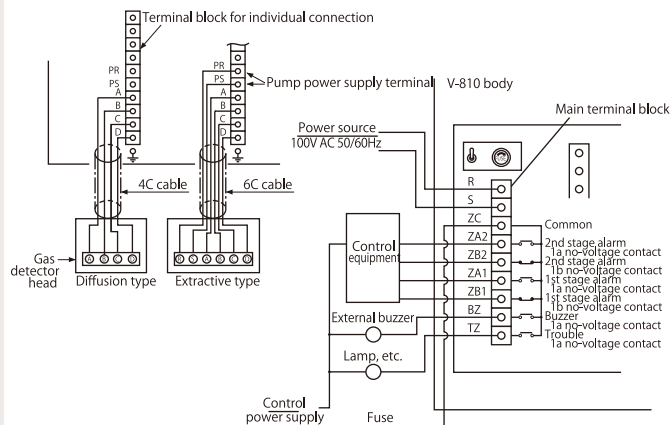 Terminal block for individual connection
PR
PS
A
B
C
D
PR
PS
A
B
C
D
Pump power supply terminal
4C cable
6C cable
Gas
detector
head
A B C D
Diffusion type
Extractive type
V-810 body
Main terminal block
Power source
100V AC 50/60Hz
R
S
ZC
ZA2
ZB2
ZA1
ZB1
BZ
TZ
Common
2nd stage alarm
1a no-voltage contact
2nd stage alarm
1b no-voltage contact
1st stage alarm
1a no-voltage contact
1st stage alarm
1b no-voltage contact
Buzzer
1a no-voltage contact
Trouble
1a no-voltage contact
Control
equipment
External buzzer
Lamp, etc.
Control
power supply
Fuse